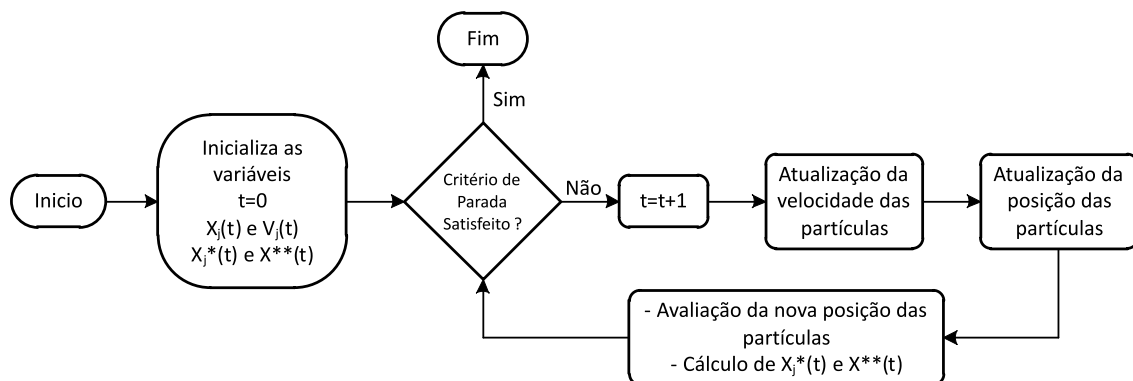 Inicio
Inicializa as
variáveis
t=0
Xj(t) e Vj(t)
Xj*(t) e X**(t)
Critério de
Parada
Satisfeito ?
Sim
Fim
Não
t=t+1
Atualização da
velocidade das
partículas
Atualização da
posição das
partículas
- Avaliação da nova posição das
partículas
- Cálculo de Xj*(t) e X**(t)